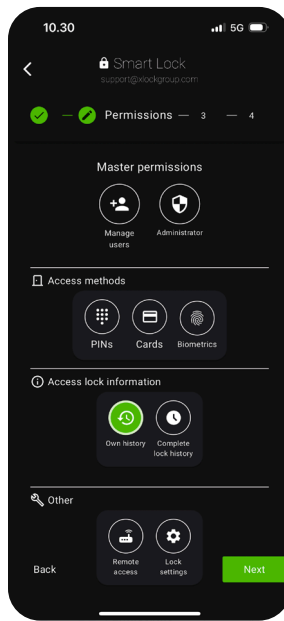 10.30
5G
Smart Lock
support@xlockgroup.com
Permissions — 3 — 4
Master permissions
Manage
users
Administrator
Access methods
PINs
Cards
Biometrics
Access lock information
Own history
Complete
lock history
Other
Remote
access
Lock
settings
Back
Next